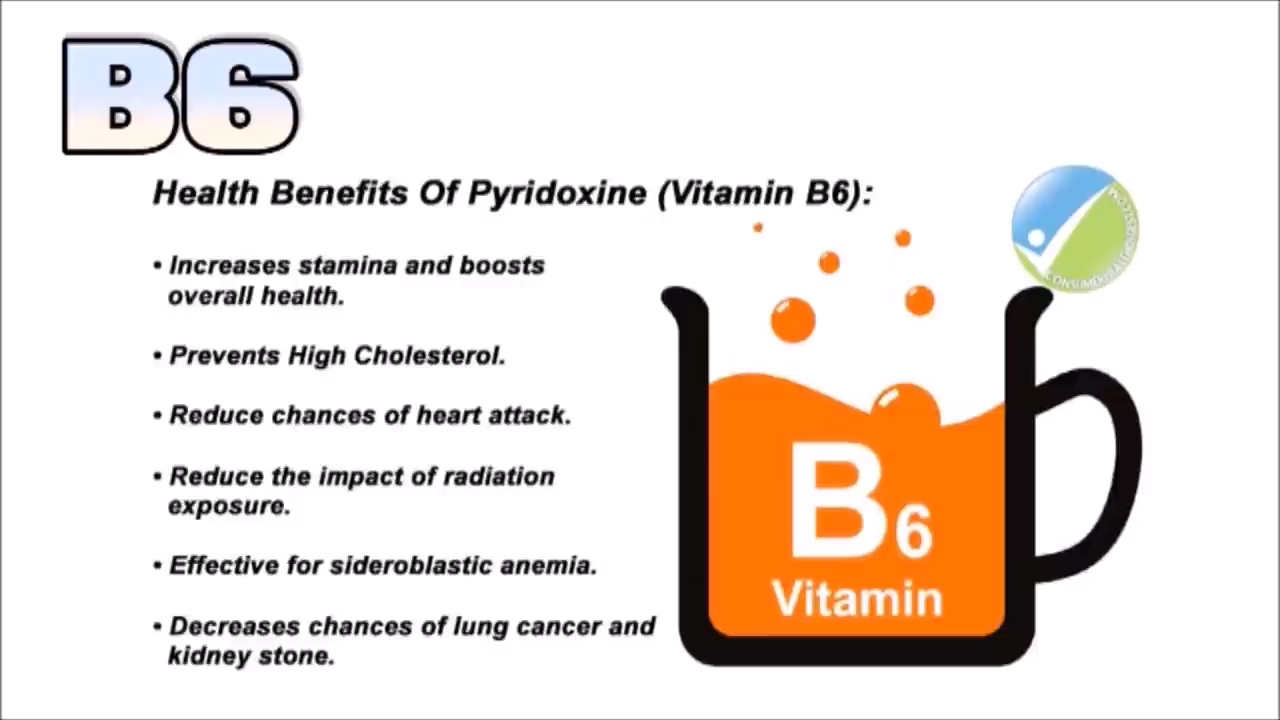 B6
Health Benefits Of Pyridoxine (Vitamin B6):
• Increases stamina and boosts
overall health.
• Prevents High Cholesterol.
• Reduce chances of heart attack.
• Reduce the impact of radiation
exposure.
• Effective for sideroblastic anemia.
• Decreases chances of lung cancer and
kidney stone.
B6
Vitamin